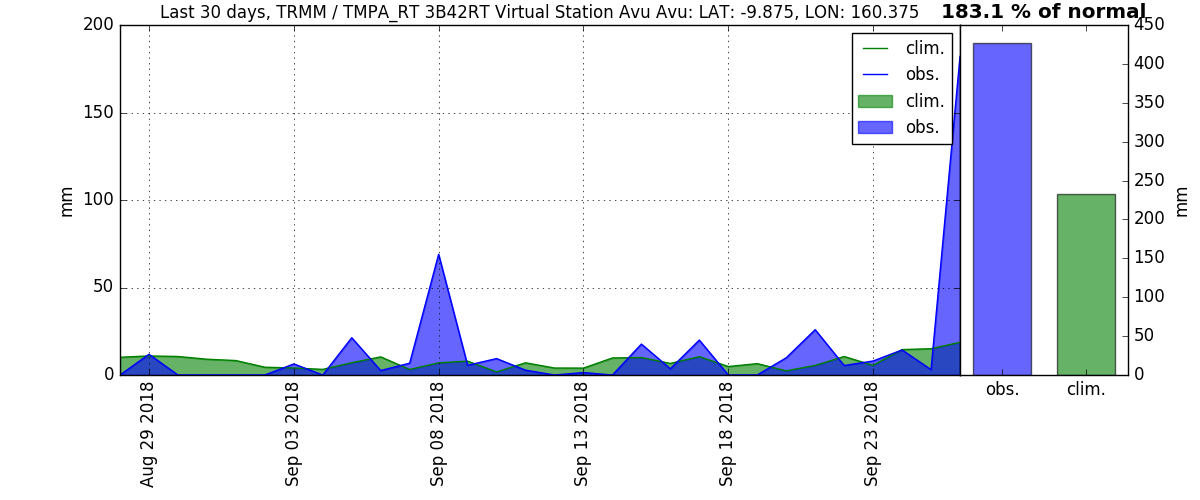 Last 30 days, TRMM / TMPA_RT 3B42RT Virtual Station Avu Avu: LAT: -9.875, LON: 160.375
183.1 % of normal
200
150
100
50
0
mm
clim.
obs.
clim.
obs.
450
400
350
300
250
200
150
100
50
0
mm
Aug 29 2018
Sep 03 2018
Sep 08 2018
Sep 13 2018
Sep 18 2018
Sep 23 2018
obs.
clim.